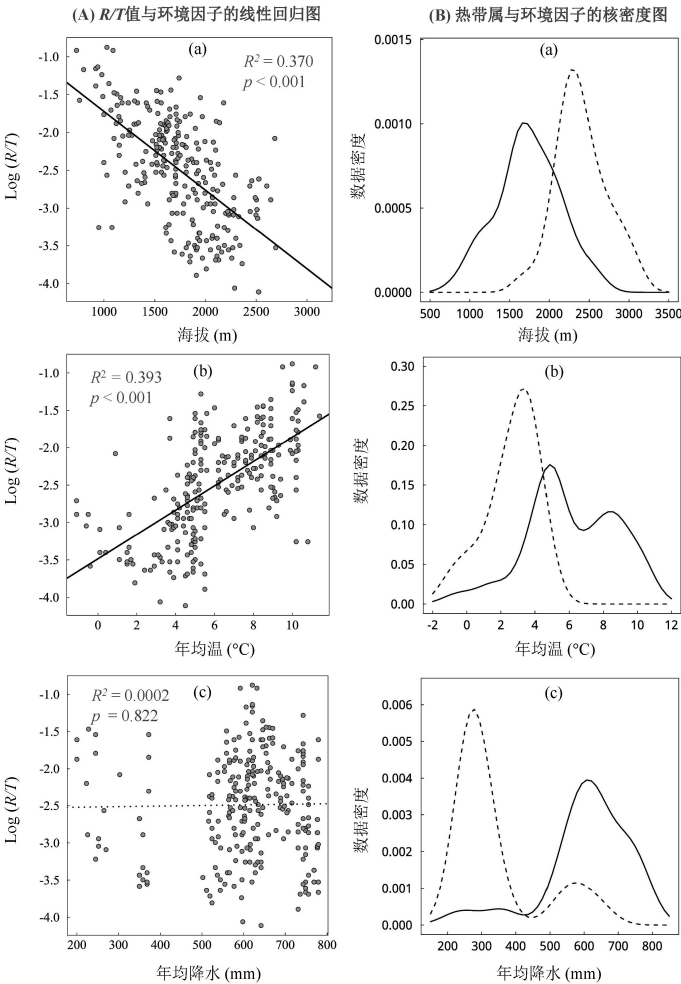 (A) R/T值与环境因子的线性回归图
(B) 热带属与环境因子的核密度图
(a)
R² = 0.370
p < 0.001
Log (R/T)
-1.0
-1.5
-2.0
-2.5
-3.0
-3.5
-4.0
1000 1500 2000 2500 3000
海拔 (m)
(a)
数据密度
0.0015
0.0010
0.0005
0.0000
500 1000 1500 2000 2500 3000 3500
海拔 (m)
(b)
R² = 0.393
p < 0.001
Log (R/T)
-1.0
-1.5
-2.0
-2.5
-3.0
-3.5
-4.0
0 2 4 6 8 10
年均温 (°C)
(b)
数据密度
0.30
0.25
0.20
0.15
0.10
0.05
0.00
-2 0 2 4 6 8 10 12
年均温 (°C)
(c)
R² = 0.0002
p = 0.822
Log (R/T)
-1.0
-1.5
-2.0
-2.5
-3.0
-3.5
-4.0
200 300 400 500 600 700 800
年均降水 (mm)
(c)
数据密度
0.006
0.005
0.004
0.003
0.002
0.001
0.000
200 300 400 500 600 700 800
年均降水 (mm)